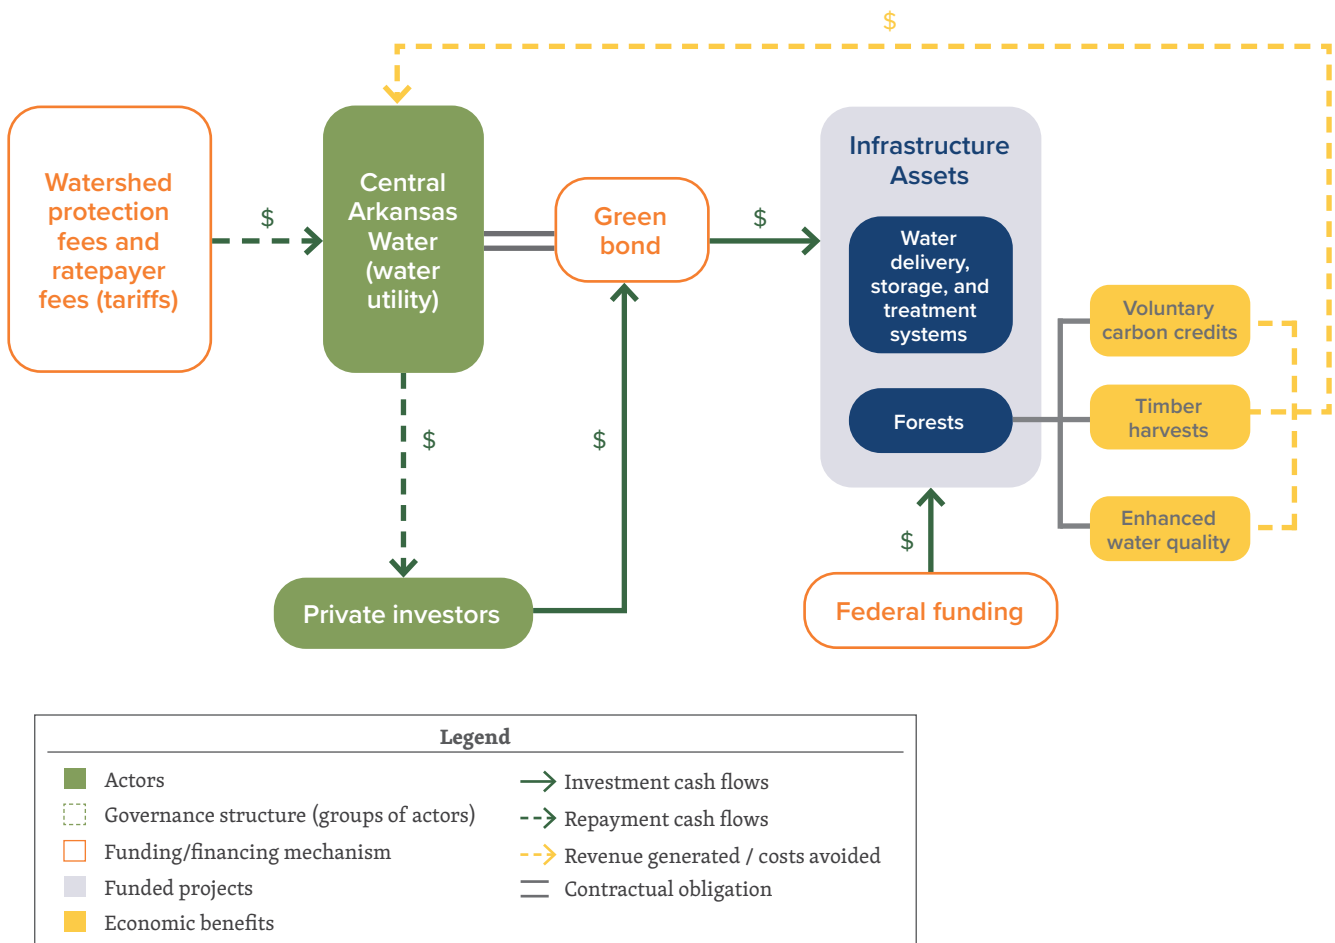 $
Watershed
protection
fees and
ratepayer
fees (tariffs)
$
Central
Arkansas
Water
(water
utility)
Green
bond
$
Infrastructure
Assets
Water
delivery,
storage, and
treatment
systems
Forests
Voluntary
carbon credits
Timber
harvests
Enhanced
water quality
$
$
$
Private investors
Federal funding
Legend
Actors
Governance structure (groups of actors)
Funding/financing mechanism
Funded projects
Economic benefits
Investment cash flows
Repayment cash flows
Revenue generated / costs avoided
Contractual obligation